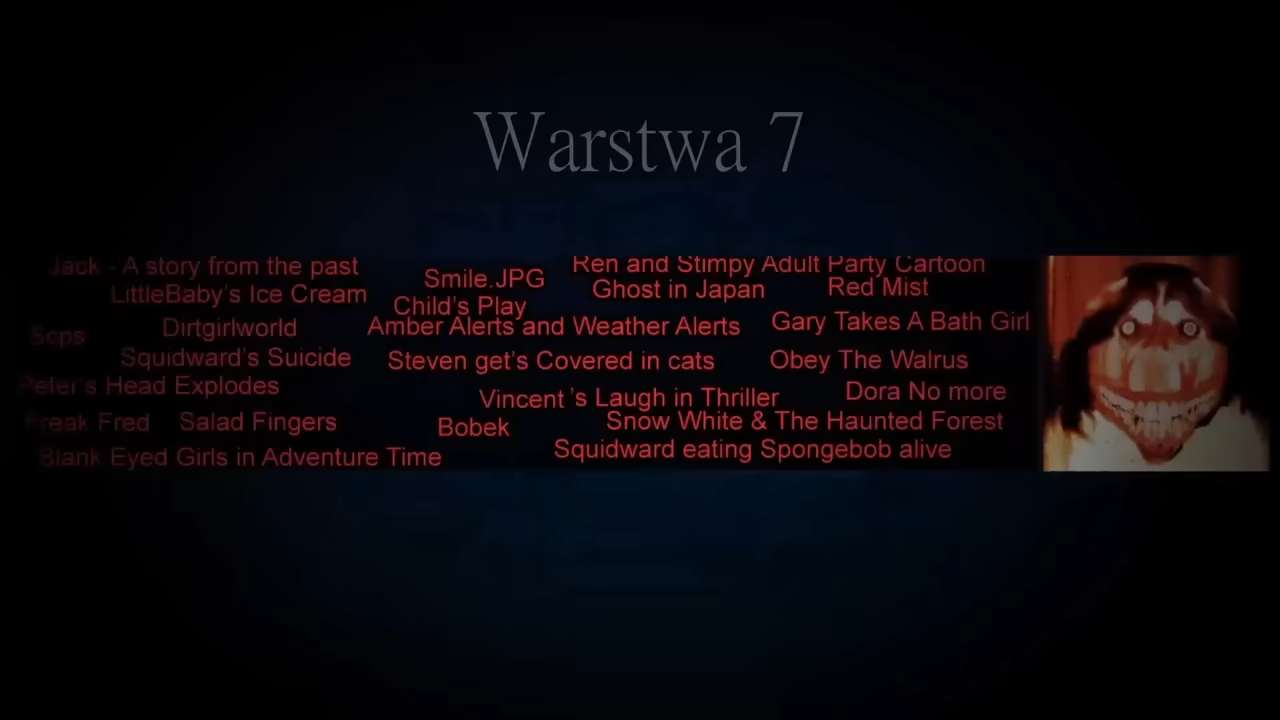 Warstwa 7
Jack - A story from the past
Smile.JPG
Ren and Stimpy Adult Party Cartoon
LittleBaby's Ice Cream
Child's Play
Ghost in Japan
Red Mist
Scps
Dirtgirlworld
Amber Alerts and Weather Alerts
Gary Takes A Bath Girl
Squidward's Suicide
Steven get's Covered in cats
Obey The Walrus
Peter's Head Explodes
Vincent 's Laugh in Thriller
Dora No more
Freak Fred
Salad Fingers
Bobek
Snow White & The Haunted Forest
Blank Eyed Girls in Adventure Time
Squidward eating Spongebob alive